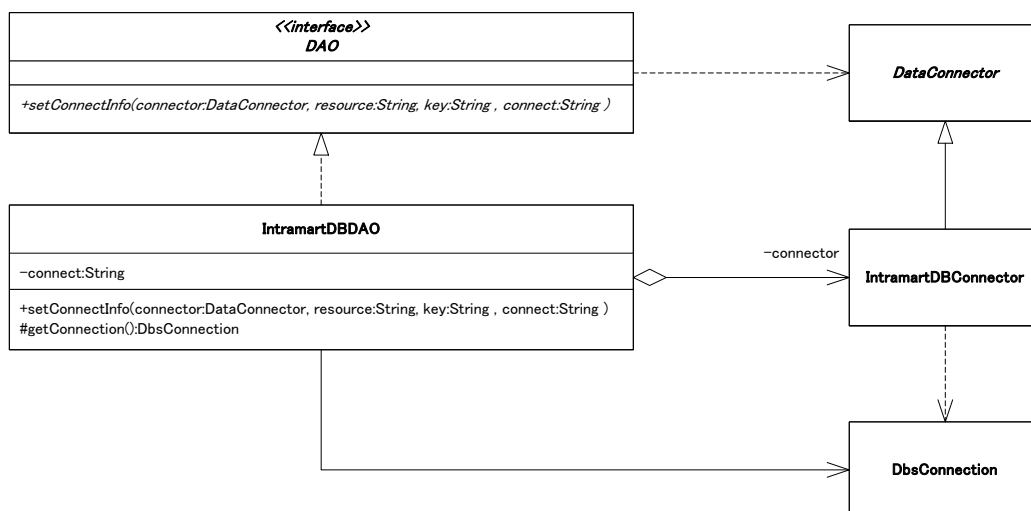 <<interface>>
DAO
+setConnectInfo(connector:DataConnector, resource:String, key:String , connect:String )
DataConnector
IntramartDBDAO
-connect:String
+setConnectInfo(connector:DataConnector, resource:String, key:String , connect:String )
#getConnection():DbsConnection
-connector
IntramartDBConnector
DbsConnection